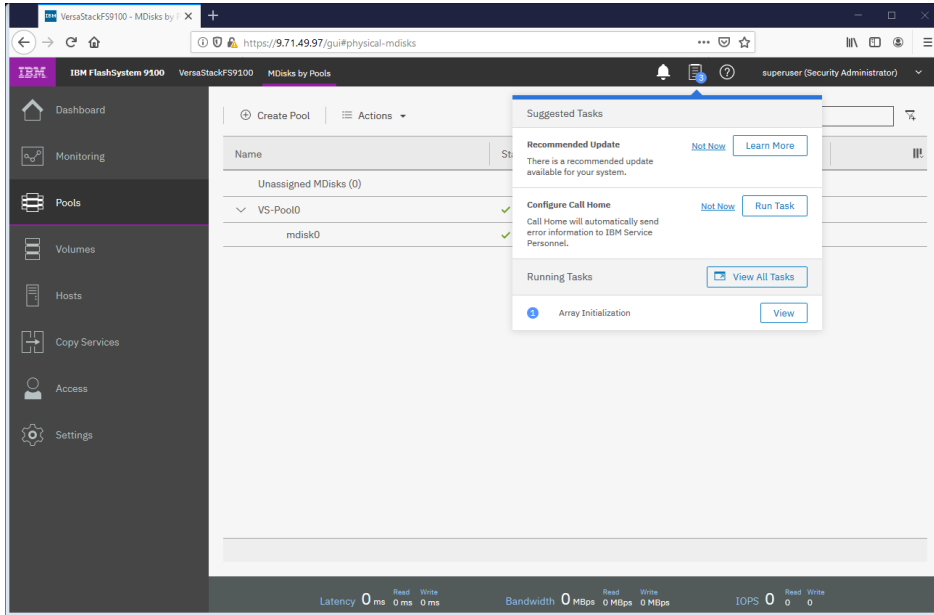 VersaStackFS9100 - MDisks by
https://9.71.49.97/gui#physical-mdisks
IBM
IBM FlashSystem 9100 VersaStackFS9100 MDisks by Pools
3
superuser (Security Administrator)
Dashboard
Monitoring
Pools
Volumes
Hosts
Copy Services
Access
Settings
Create Pool
Actions
Name
Unassigned MDisks (0)
VS-Pool0
mdisk0
Suggested Tasks
Recommended Update Not Now Learn More
There is a recommended update
available for your system.
Configure Call Home Not Now Run Task
Call Home will automatically send
error information to IBM Service
Personnel.
Running Tasks View All Tasks
1 Array Initialization View
Read Write Read Write Read Write
Latency 0 ms 0 ms 0 ms Bandwidth 0 MBps 0 MBps 0 MBps IOPS 0 0 0